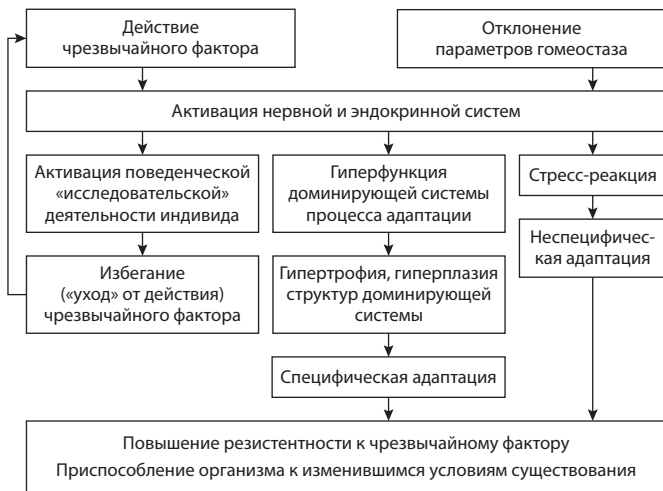 Действие
чрезвычайного фактора
Отклонение
параметров гомеостаза
Активация нервной и эндокринной систем
Активация поведенческой
«исследовательской»
деятельности индивида
Гиперфункция
доминирующей системы
процесса адаптации
Стресс-реакция
Неспецифичес-
кая адаптация
Избегание
(«уход» от действия)
чрезвычайного фактора
Гипертрофия, гиперплазия
структур доминирующей
системы
Специфическая адаптация
Повышение резистентности к чрезвычайному фактору
Приспособление организма к изменившимся условиям существования